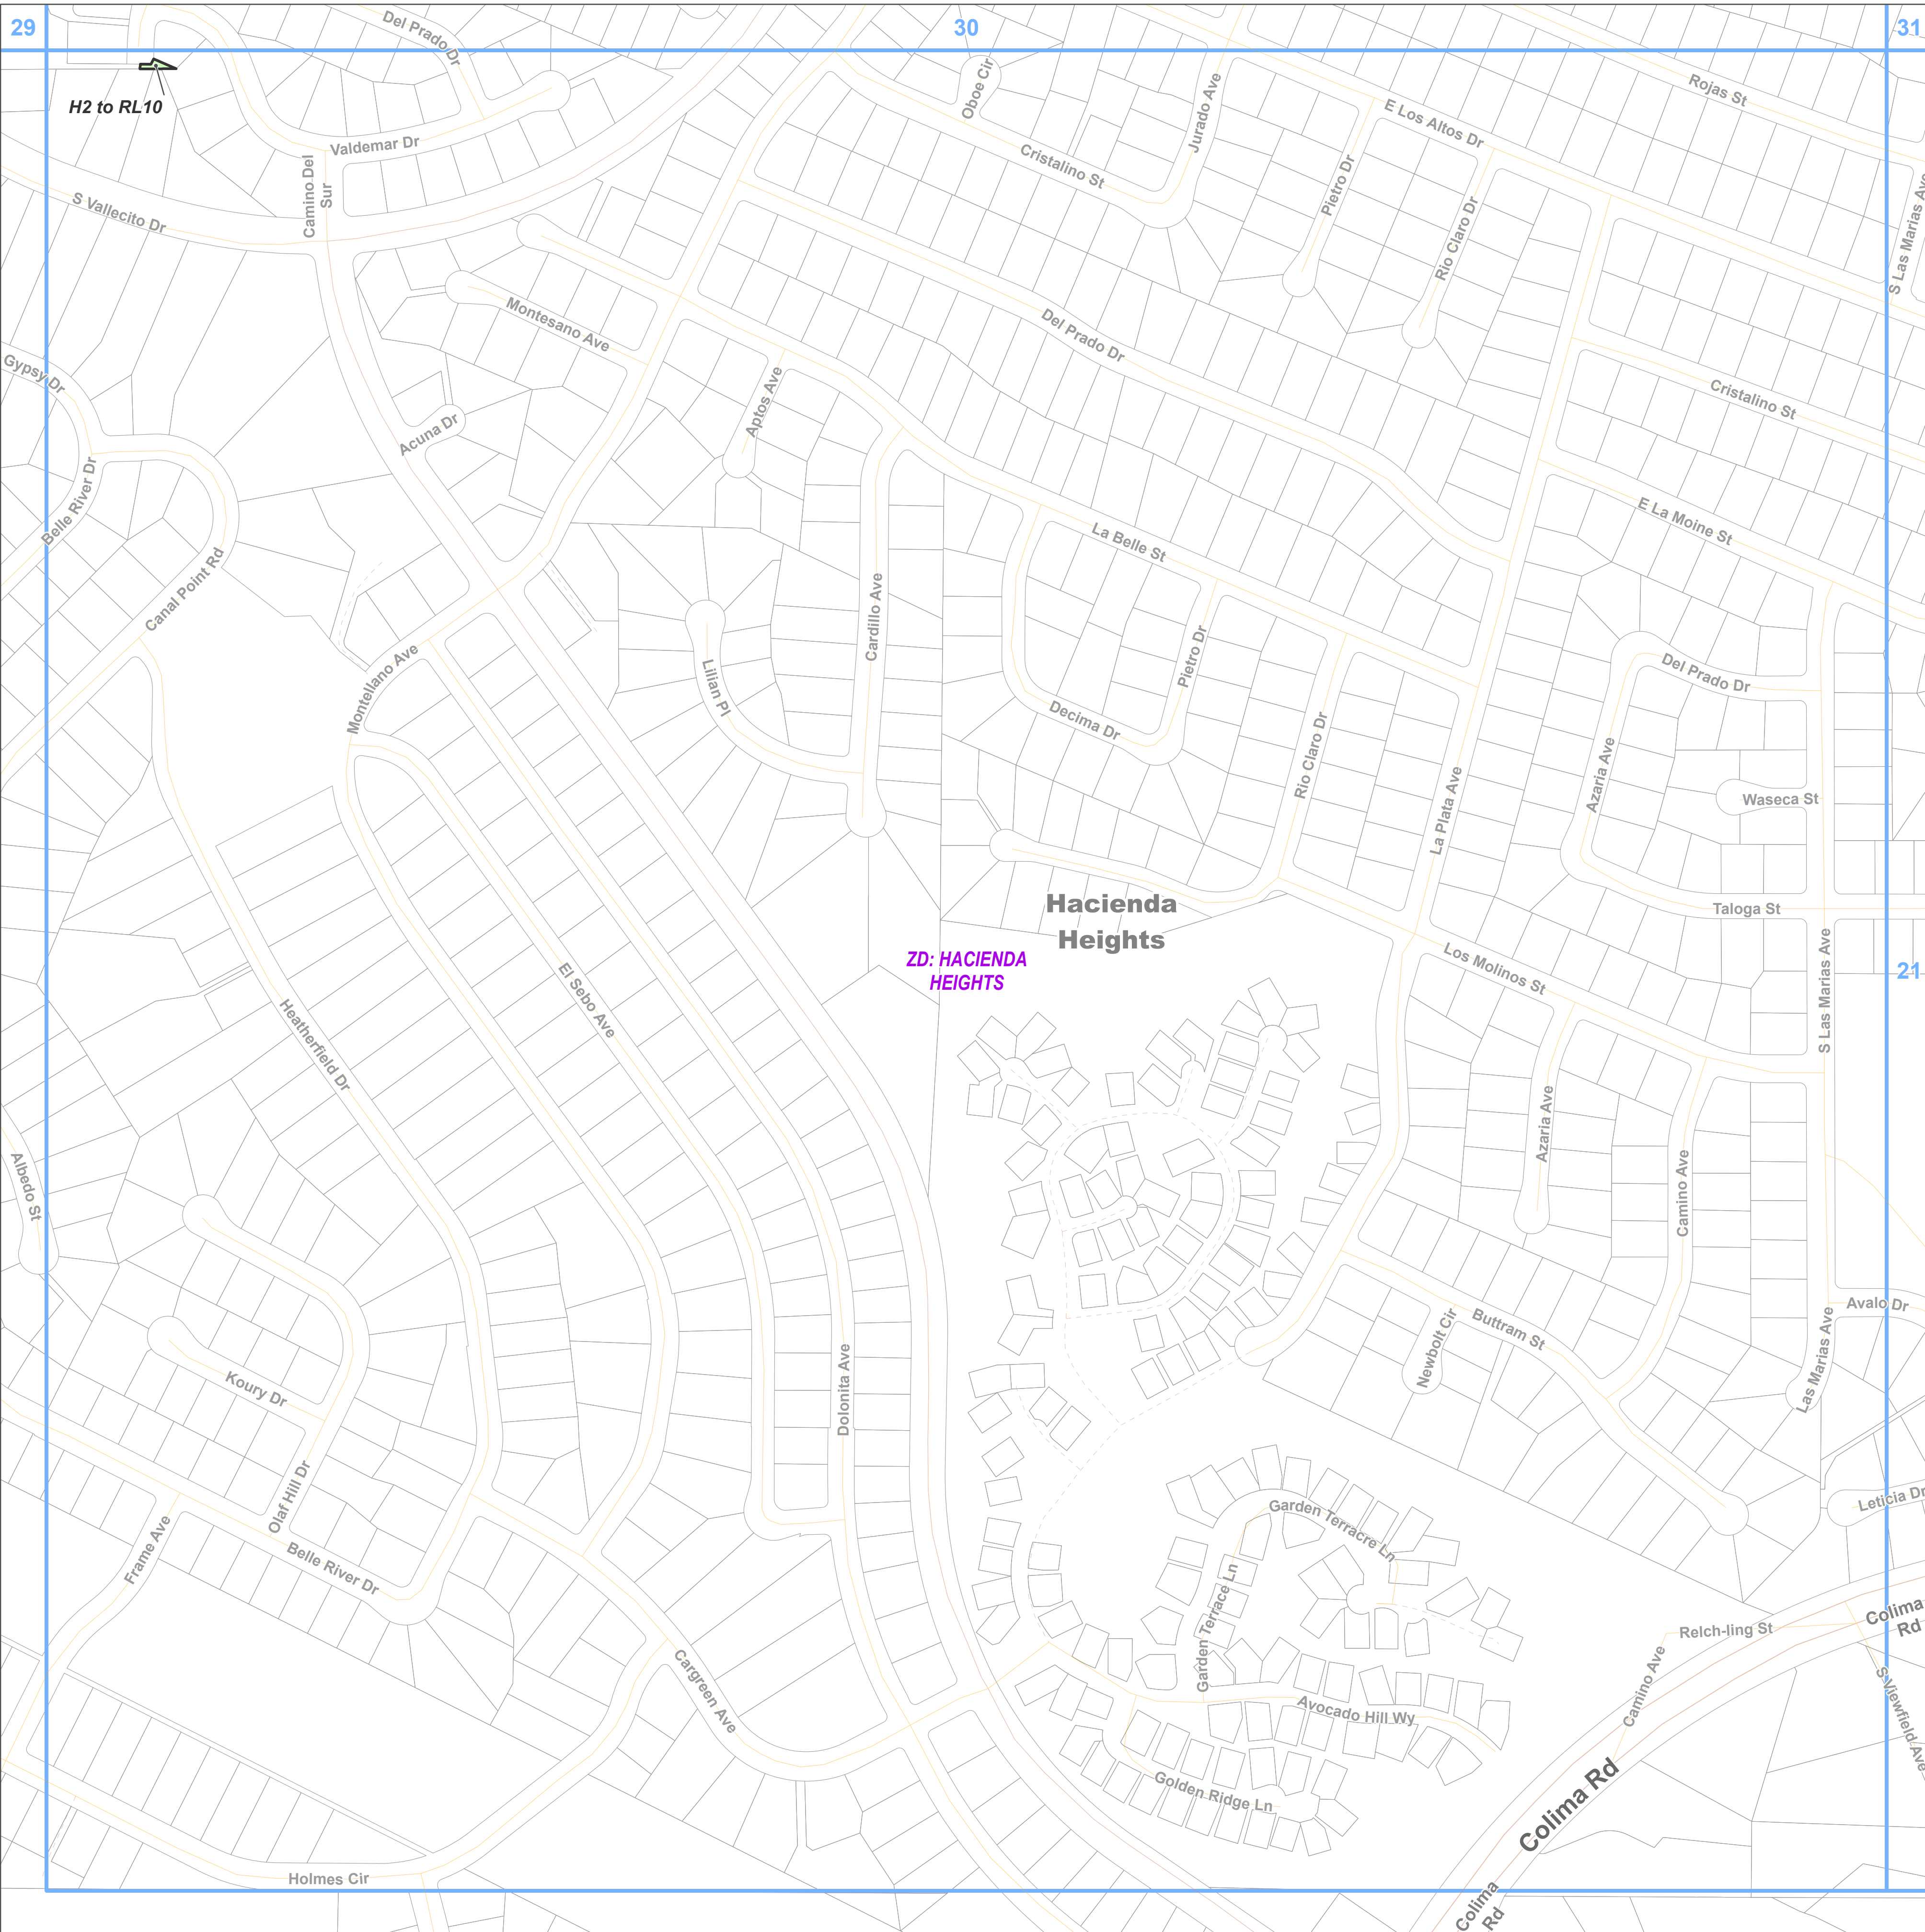 29
30
31
Del Prado Dr
H2 to RL10
Valdemar Dr
Camino Del
Sur
S Vallecito Dr
Oboe Cir
Jurado Ave
Cristalino St
E Los Altos Dr
Rojas St
Pietro Dr
Rio Claro Dr
S Las Marias Ave
Montesano Ave
Del Prado Dr
Gypsy Dr
Acuna Dr
Aptos Ave
Cristalino St
Belle River Dr
E La Moine St
La Belle St
Canal Point Rd
Cardillo Ave
Montellano Ave
Lilian Pl
Pietro Dr
Decima Dr
Del Prado Dr
Rio Claro Dr
Azaria Ave
La Plata Ave
Waseca St
Hacienda
Heights
Taloga St
ZD: HACIENDA
HEIGHTS
Los Molinos St
S Las Marias Ave
21
El Sebo Ave
Heatherfield Dr
Azaria Ave
Camino Ave
Albedo St
Avalo Dr
Buttram St
Newbolt Cir
Las Marias Ave
Koury Dr
Dolonita Ave
Olaf Hill Dr
Leticia Dr
Garden Terracre Ln
Frame Ave
Belle River Dr
Garden Terrace Ln
Colima
Rd
Relch-ling St
Cargreen Ave
Camino Ave
S Viewfield Ave
Avocado Hill Wy
Golden Ridge Ln
Colima Rd
Holmes Cir
Colima
Rd